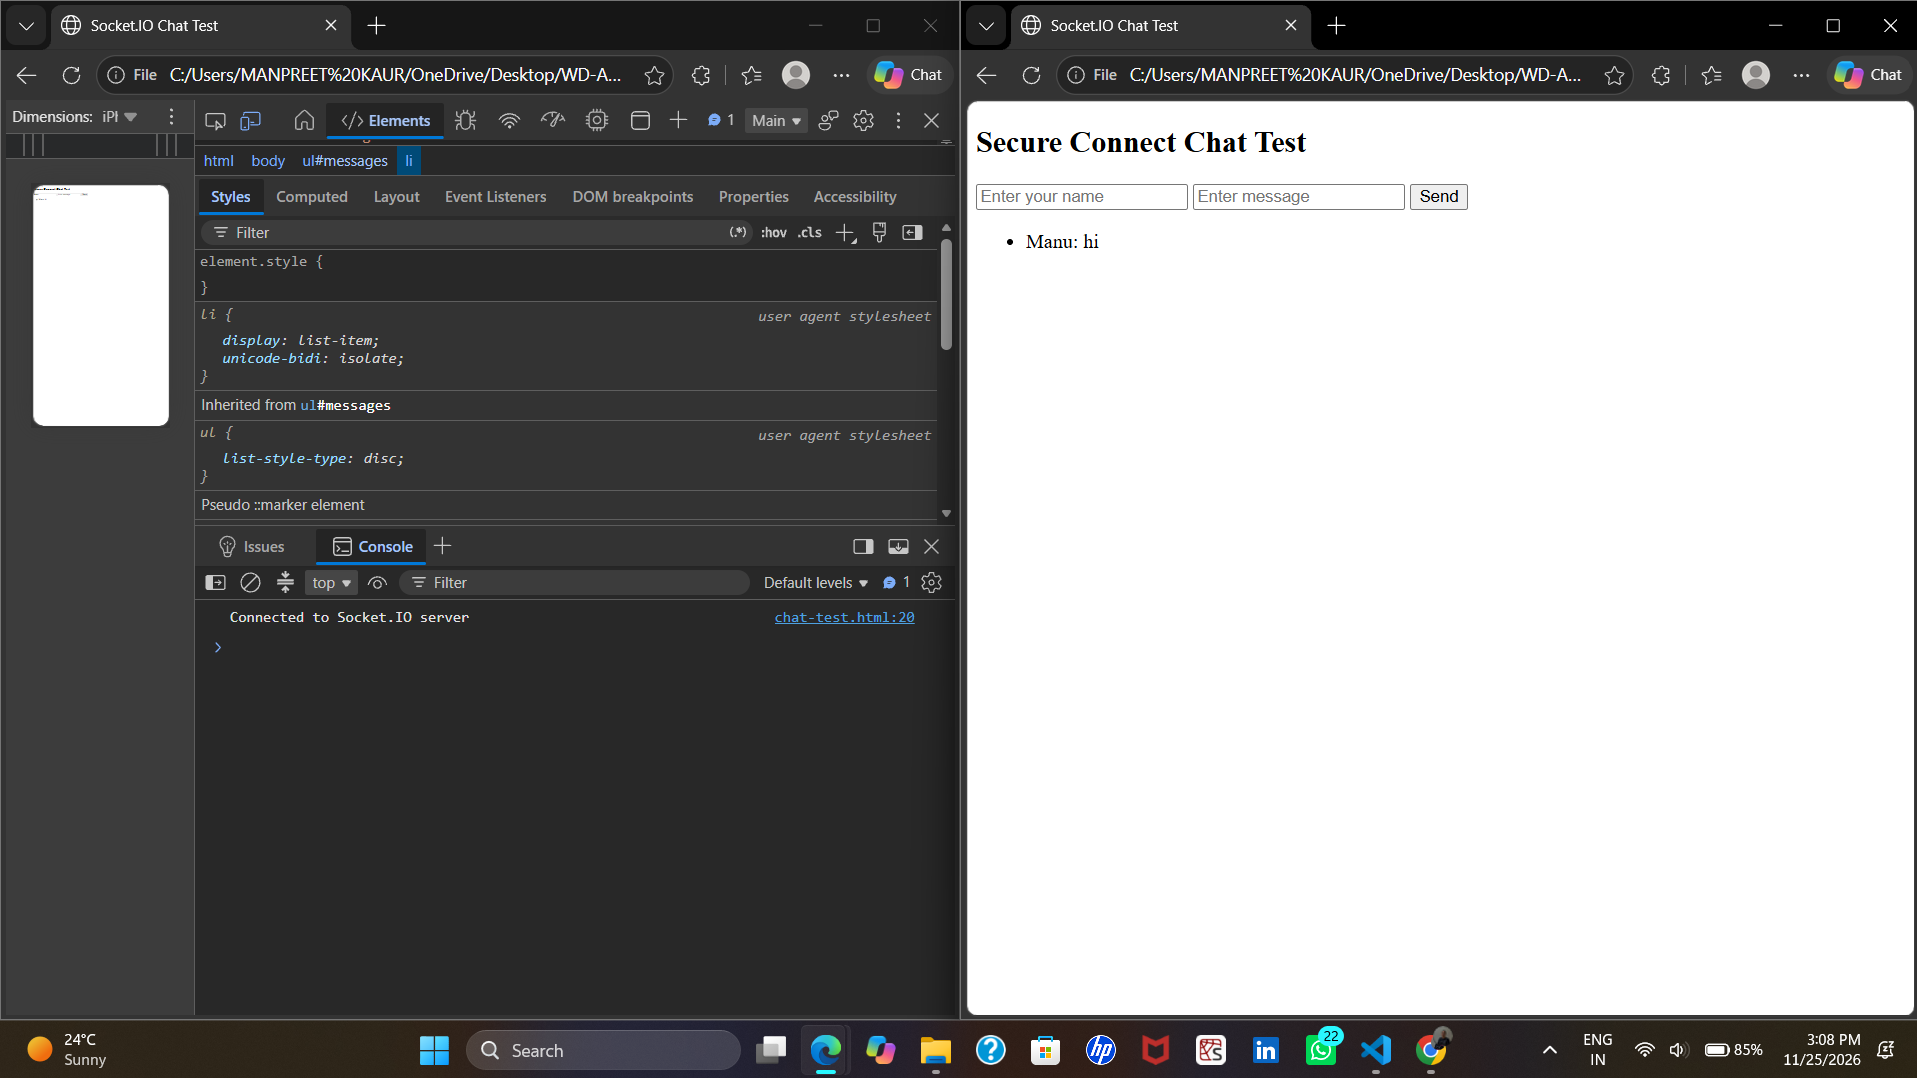 Socket.IO Chat Test
File C:/Users/MANPREET%20KAUR/OneDrive/Desktop/WD-A...
Chat
Dimensions: iPl
Elements
1
Main
html body ul#messages li
Styles Computed Layout Event Listeners DOM breakpoints Properties Accessibility
Filter
:hov .cls
element.style {
}
li { user agent stylesheet
display: list-item;
unicode-bidi: isolate;
}
Inherited from ul#messages
ul { user agent stylesheet
list-style-type: disc;
}
Pseudo ::marker element
Issues Console
top Filter Default levels 1
Connected to Socket.IO server chat-test.html:20
Socket.IO Chat Test
File C:/Users/MANPREET%20KAUR/OneDrive/Desktop/WD-A...
Chat
Secure Connect Chat Test
Enter your name Enter message Send
• Manu: hi
24°C
Sunny
Search
hp
in
22
ENG
IN
85%
3:08 PM
11/25/2026